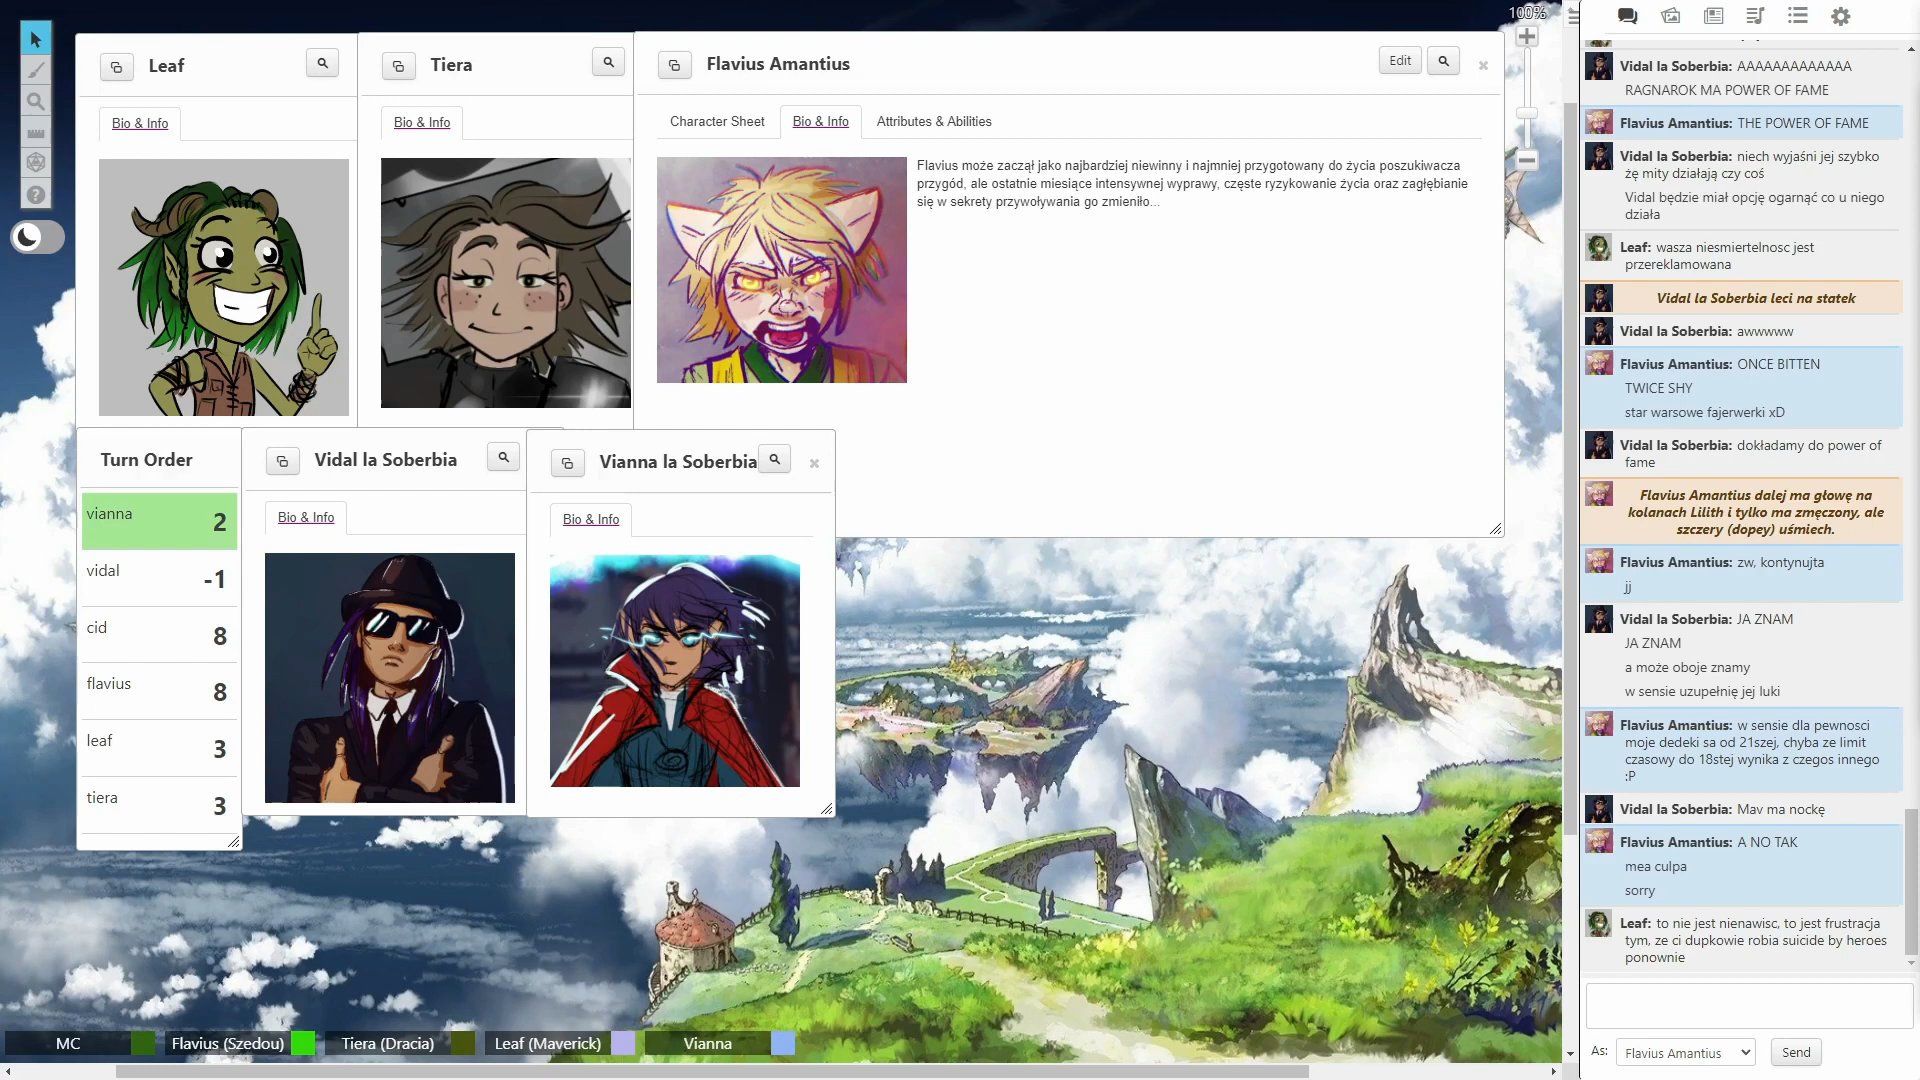 100%
Leaf
Bio & Info
Tiera
Bio & Info
Flavius Amantius
Edit
Character Sheet
Bio & Info
Attributes & Abilities
Flavius może zaczął jako najbardziej niewinny i najmniej przygotowany do życia poszukiwacza
przygód, ale ostatnie miesiące intensywnej wyprawy, częste ryzykowanie życia oraz zagłębianie
się w sekrety przywoływania go zmieniło...
Turn Order
vianna 2
vidal -1
cid 8
flavius 8
leaf 3
tiera 3
Vidal la Soberbia
Bio & Info
Vianna la Soberbia
Bio & Info
MC
Flavius (Szedou)
Tiera (Dracia)
Leaf (Maverick)
Vianna
Vidal la Soberbia: AAAAAAAAAAAAA
RAGNAROK MA POWER OF FAME
Flavius Amantius: THE POWER OF FAME
Vidal la Soberbia: niech wyjaśni jej szybko
żę mity działają czy coś
Vidal będzie miał opcję ogarnąć co u niego
działa
Leaf: wasza niesmiertelnosc jest
przereklamowana
Vidal la Soberbia leci na statek
Vidal la Soberbia: awwwww
Flavius Amantius: ONCE BITTEN
TWICE SHY
star warsowe fajerwerki xD
Vidal la Soberbia: dokładamy do power of
fame
Flavius Amantius dalej ma głowę na
kolanach Lilith i tylko ma zmęczony, ale
szczery (dopey) uśmiech.
Flavius Amantius: zw, kontynujta
jj
Vidal la Soberbia: JA ZNAM
JA ZNAM
a może oboje znamy
w sensie uzupełnię jej luki
Flavius Amantius: w sensie dla pewnosci
moje dedeki sa od 21szej, chyba ze limit
czasowy do 18stej wynika z czegos innego
:P
Vidal la Soberbia: Mav ma nockę
Flavius Amantius: A NO TAK
mea culpa
sorry
Leaf: to nie jest nienawisc, to jest frustracja
tym, ze ci dupkowie robia suicide by heroes
ponownie
As:
Flavius Amantius
Send